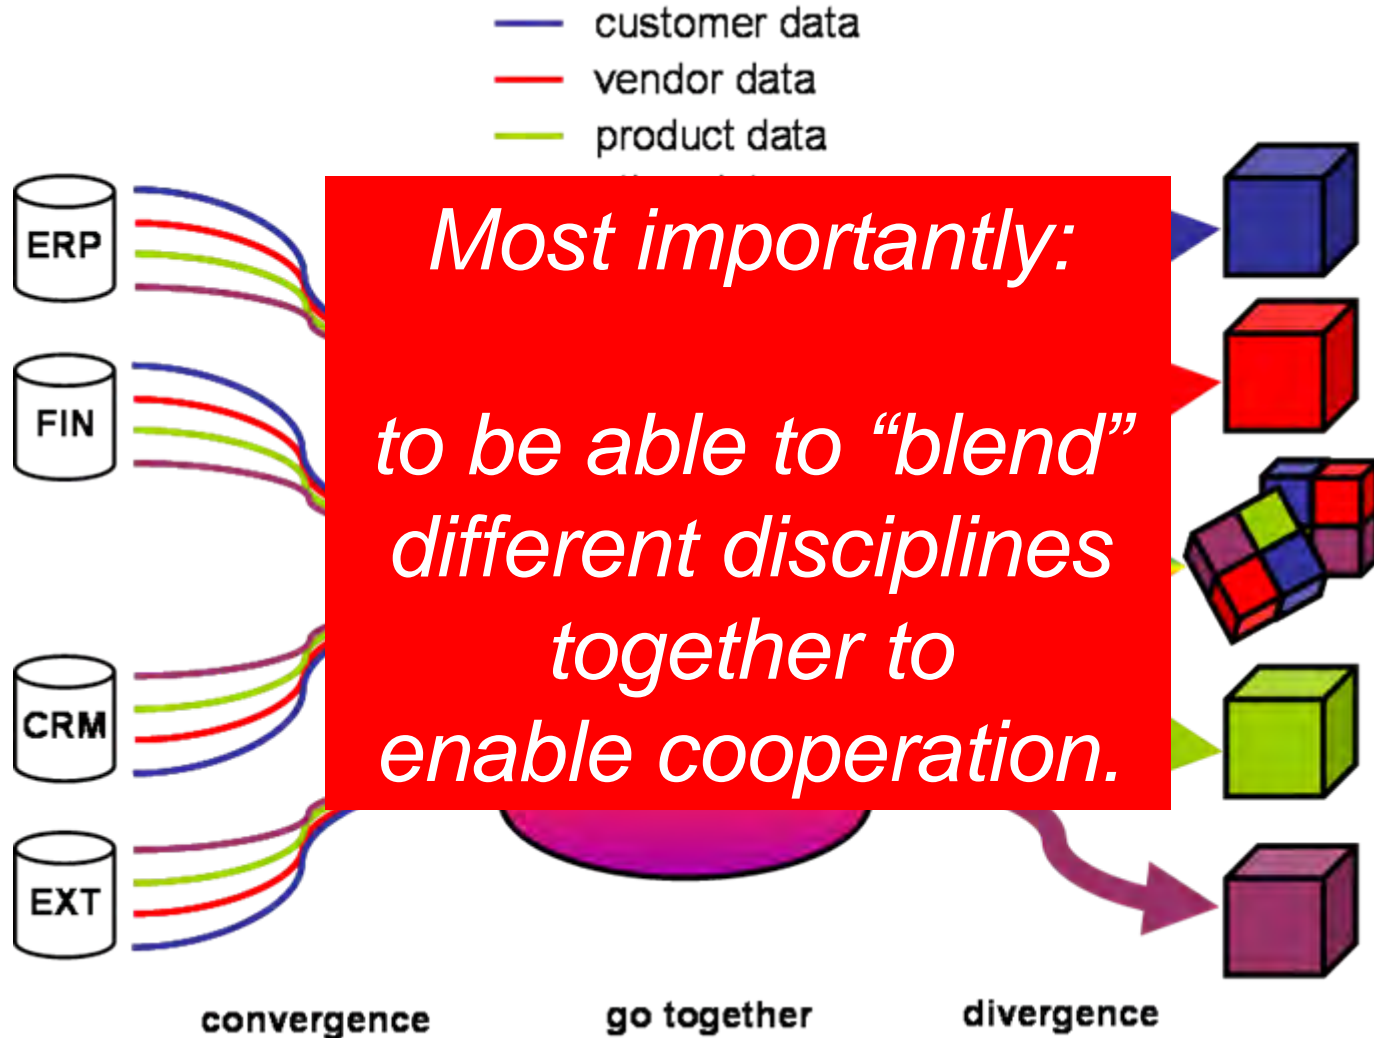 customer data
vendor data
product data
ERP
FIN
CRM
EXT
Most importantly:
to be able to “blend”
different disciplines
together to
enable cooperation.
convergence
go together
divergence